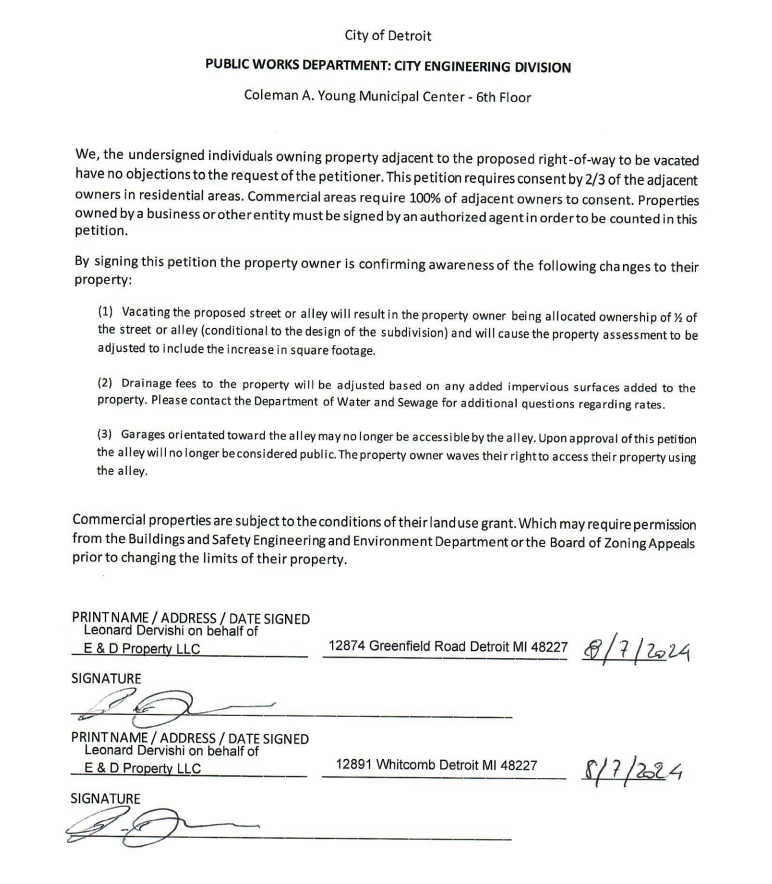 City of Detroit
PUBLIC WORKS DEPARTMENT: CITY ENGINEERING DIVISION
Coleman A. Young Municipal Center - 6th Floor
We, the undersigned individuals owning property adjacent to the proposed right-of-way to be vacated
have no objections to the request of the petitioner. This petition requires consent by 2/3 of the adjacent
owners in residential areas. Commercial areas require 100% of adjacent owners to consent. Properties
owned by a business or other entity must be signed by an authorized agent in order to be counted in this
petition.
By signing this petition the property owner is confirming awareness of the following changes to their
property:
(1) Vacating the proposed street or alley will result in the property owner being allocated ownership of ½ of
the street or alley (conditional to the design of the subdivision) and will cause the property assessment to be
adjusted to include the increase in square footage.
(2) Drainage fees to the property will be adjusted based on any added impervious surfaces added to the
property. Please contact the Department of Water and Sewage for additional questions regarding rates.
(3) Garages orientated toward the alley may no longer be accessible by the alley. Upon approval of this petition
the alley will no longer be considered public. The property owner waves their right to access their property using
the alley.
Commercial properties are subject to the conditions of their land use grant. Which may require permission
from the Buildings and Safety Engineering and Environment Department or the Board of Zoning Appeals
prior to changing the limits of their property.
PRINT NAME / ADDRESS / DATE SIGNED
Leonard Dervishi on behalf of
E & D Property LLC 12874 Greenfield Road Detroit MI 48227 8/7/2024
SIGNATURE
PRINT NAME / ADDRESS / DATE SIGNED
Leonard Dervishi on behalf of
E & D Property LLC 12891 Whitcomb Detroit MI 48227 8/7/2024
SIGNATURE